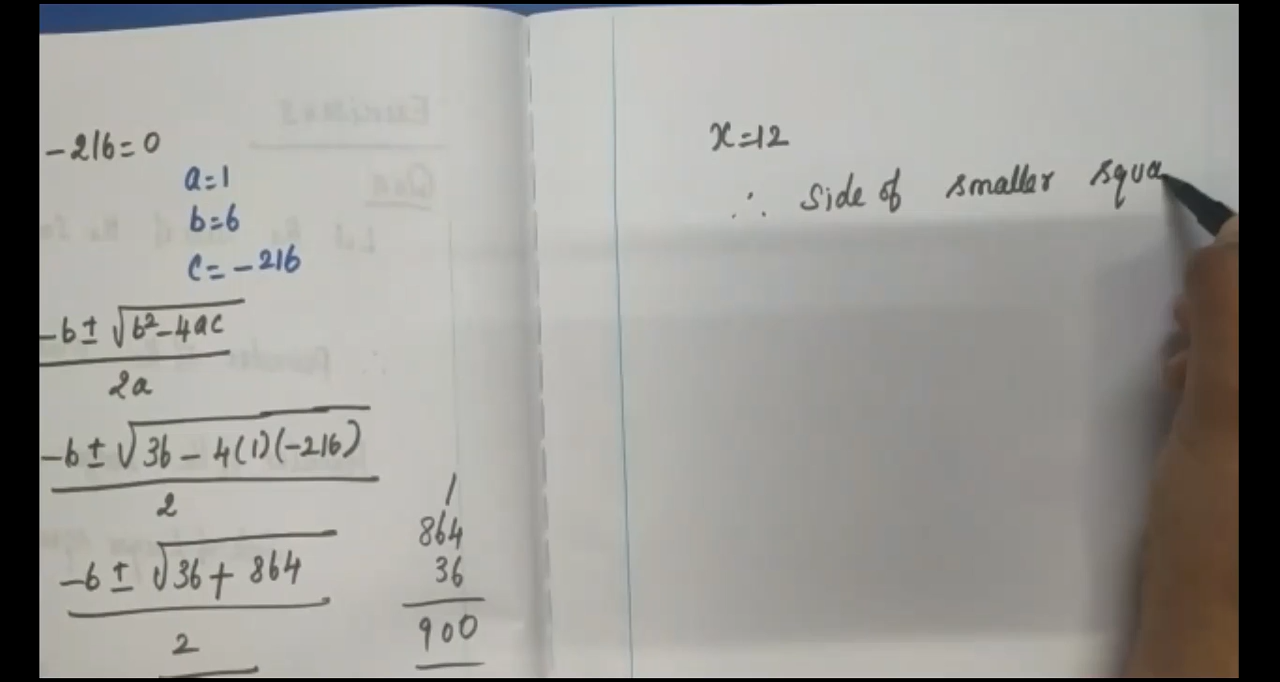 -216=0
a=1
b=6
c=-216
-b±√b²-4ac
2a
-6±√36-4(1)(-216)
2
-6±√36+864
2
1
864
36
900
x=12
∴ Side of smaller squa